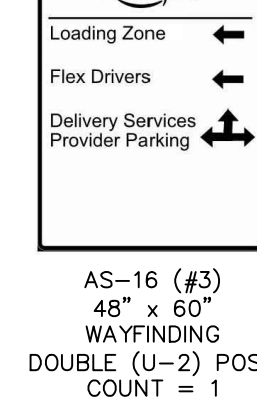 Loading Zone
Flex Drivers
Delivery Services
Provider Parking
AS-16 (#3)
48" x 60"
WAYFINDING
DOUBLE (U-2) POS
COUNT = 1